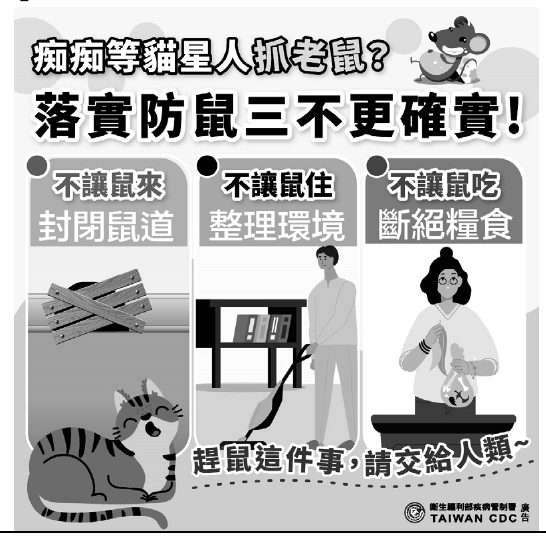 痴痴等貓星人抓老鼠?
落實防鼠三不更確實!
不讓鼠來
封閉鼠道
不讓鼠住
整理環境
不讓鼠吃
斷絕糧食
趕鼠這件事,請交給人類~
衛生福利部疾病管制署
TAIWAN CDC
廣告